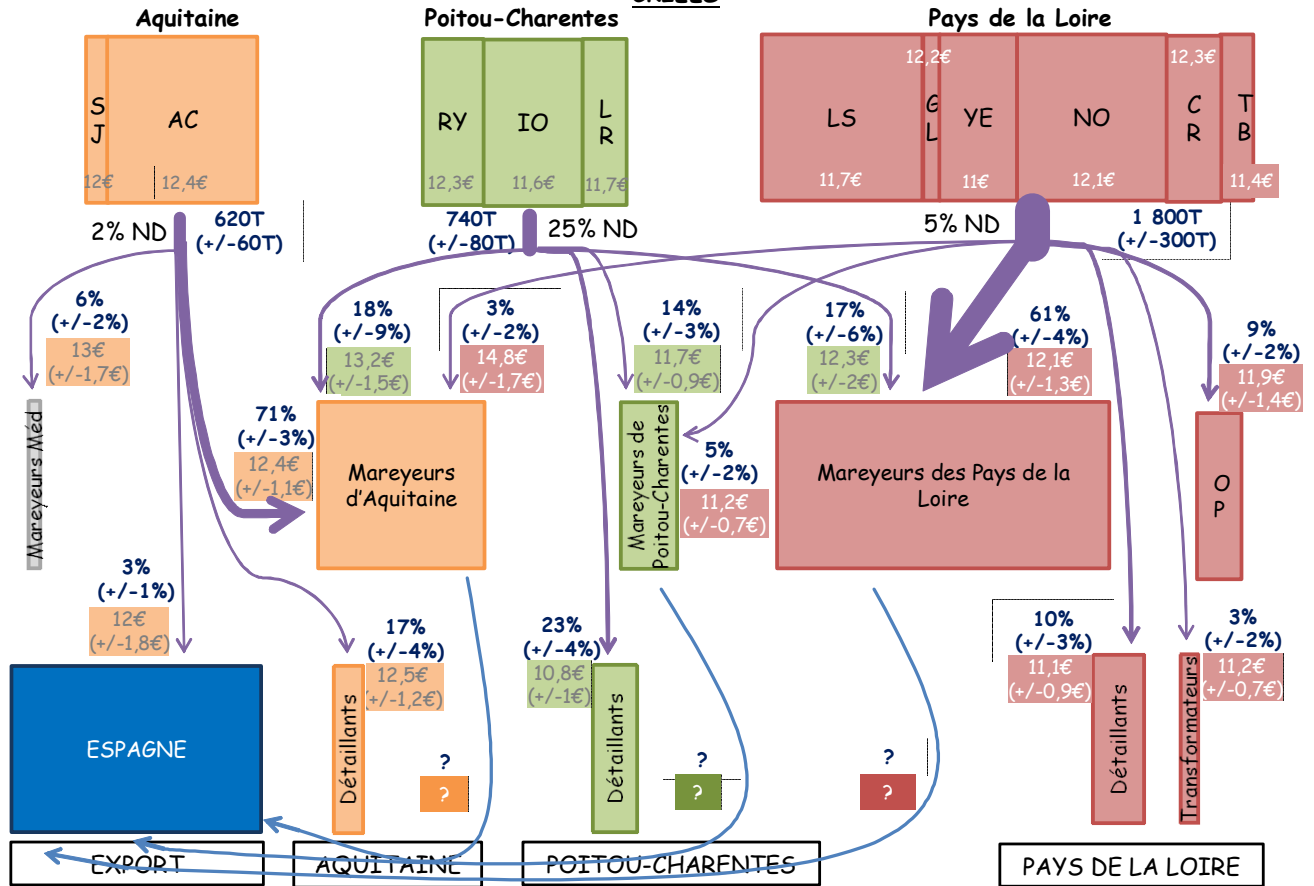 Aquitaine
Poitou-Charentes
Pays de la Loire
SJ
AC
12€
12,4€
RY
IO
LR
12,3€
11,6€
11,7€
LS
GL
YE
NO
CR
TB
12,2€
12,3€
11,7€
11€
12,1€
11,4€
2% ND
620T
(+/-60T)
740T
(+/-80T)
25% ND
5% ND
1 800T
(+/-300T)
6%
(+/-2%)
13€
(+/-1,7€)
18%
(+/-9%)
13,2€
(+/-1,5€)
3%
(+/-2%)
14,8€
(+/-1,7€)
14%
(+/-3%)
11,7€
(+/-0,9€)
17%
(+/-6%)
12,3€
(+/-2€)
61%
(+/-4%)
12,1€
(+/-1,3€)
9%
(+/-2%)
11,9€
(+/-1,4€)
Mareyeurs Méd
71%
(+/-3%)
12,4€
(+/-1,1€)
Mareyeurs
d'Aquitaine
Mareyeurs de
Poitou-Charentes
5%
(+/-2%)
11,2€
(+/-0,7€)
Mareyeurs des Pays de la
Loire
OP
3%
(+/-1%)
12€
(+/-1,8€)
17%
(+/-4%)
12,5€
(+/-1,2€)
23%
(+/-4%)
10,8€
(+/-1€)
10%
(+/-3%)
11,1€
(+/-0,9€)
3%
(+/-2%)
11,2€
(+/-0,7€)
ESPAGNE
Détaillants
?
?
Détaillants
?
?
?
?
Détaillants
Transformateurs
EXPORT
AQUITAINE
POITOU-CHARENTES
PAYS DE LA LOIRE